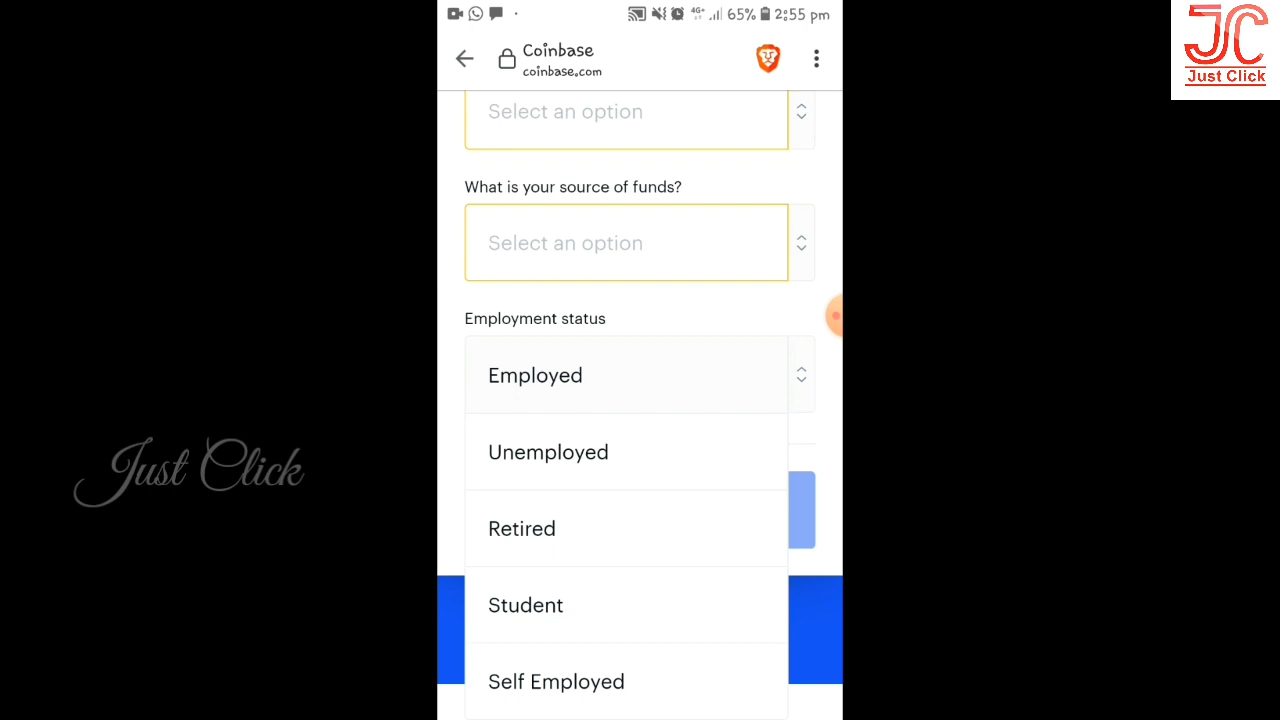 65% 2:55 pm
4G+
Coinbase
coinbase.com
JC
Just Click
Select an option
What is your source of funds?
Select an option
Employment status
Employed
Unemployed
Retired
Student
Self Employed
Just Click